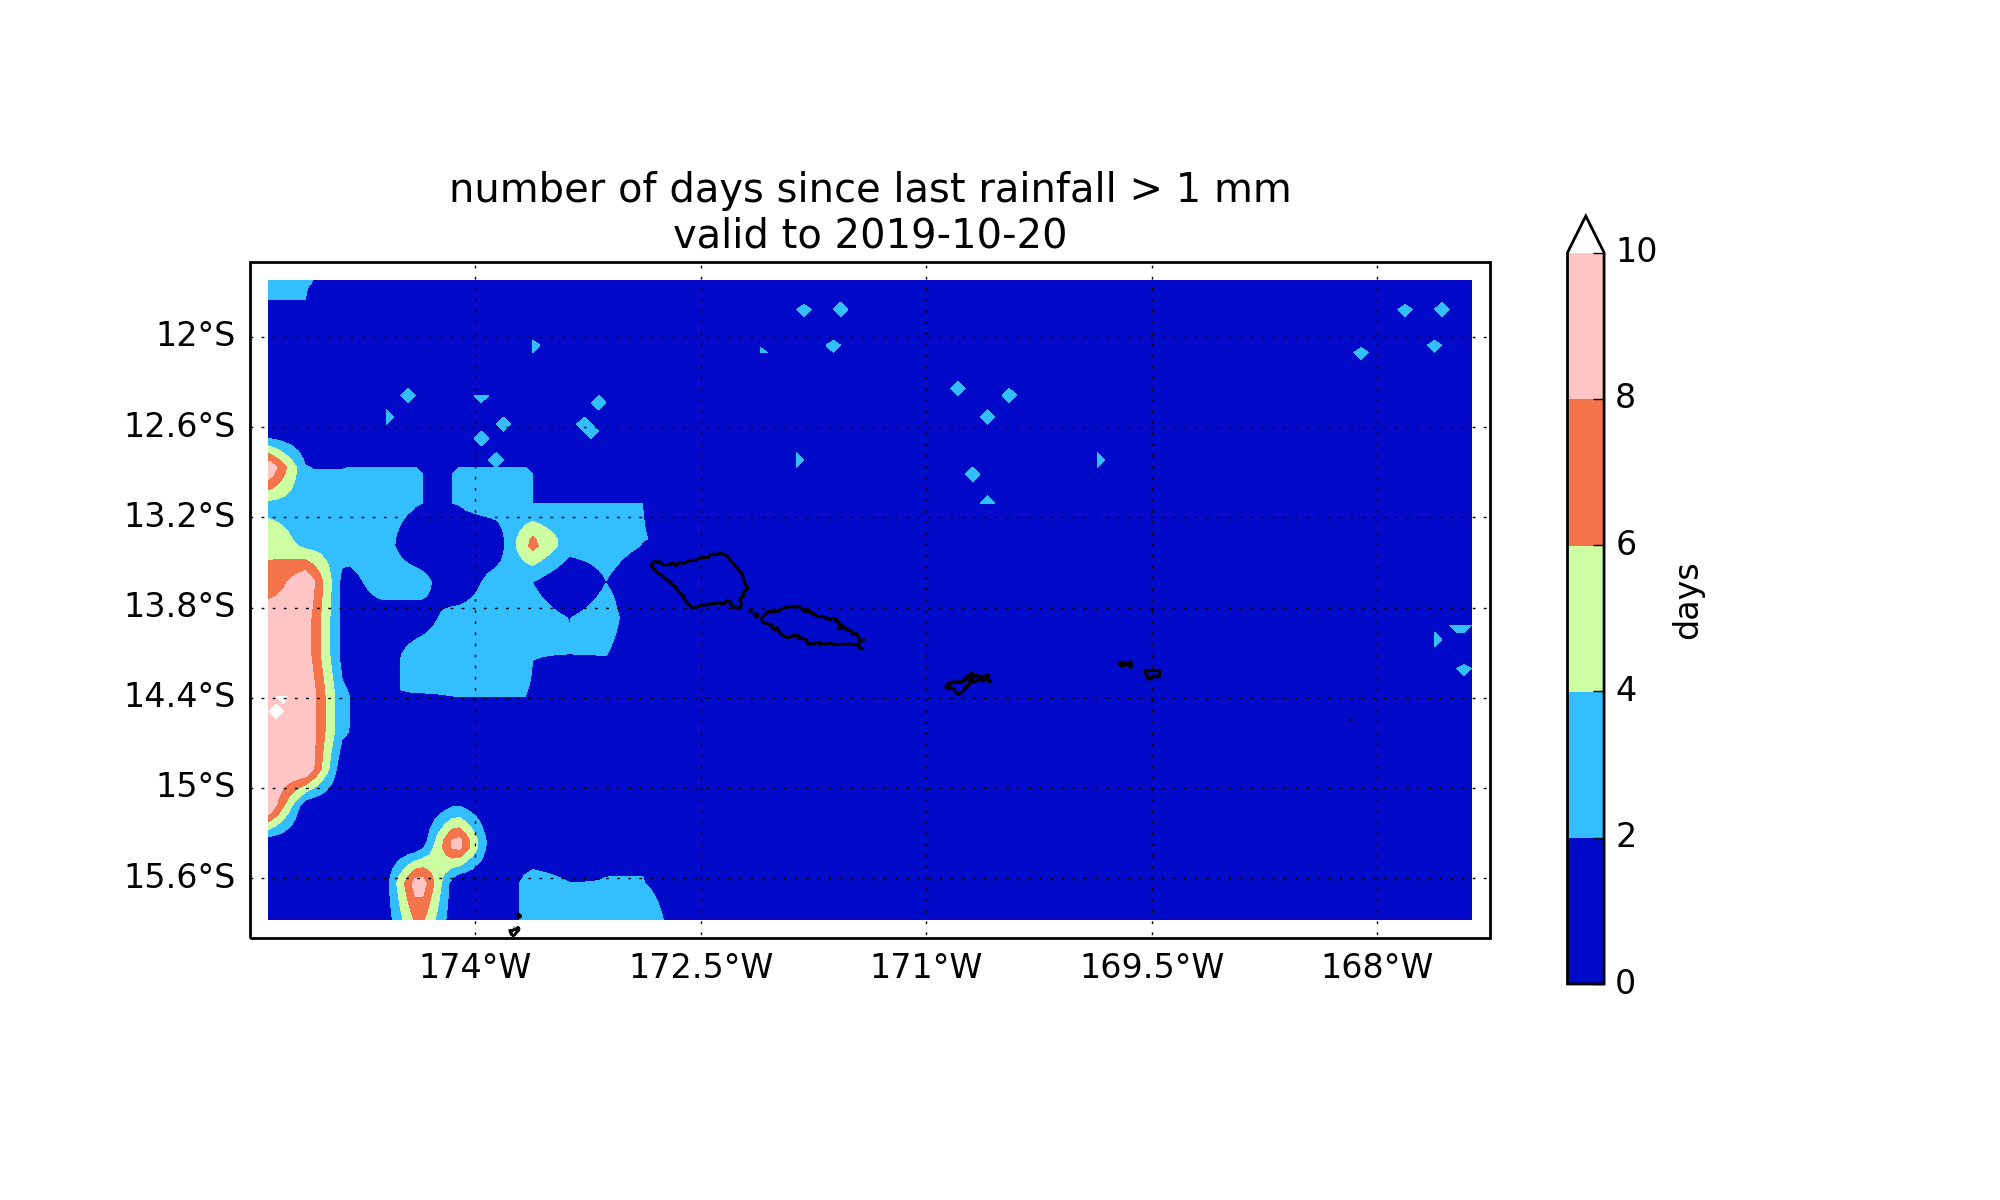 number of days since last rainfall > 1 mm
valid to 2019-10-20
12°S
12.6°S
13.2°S
13.8°S
14.4°S
15°S
15.6°S
174°W
172.5°W
171°W
169.5°W
168°W
10
8
6
4
2
0
days